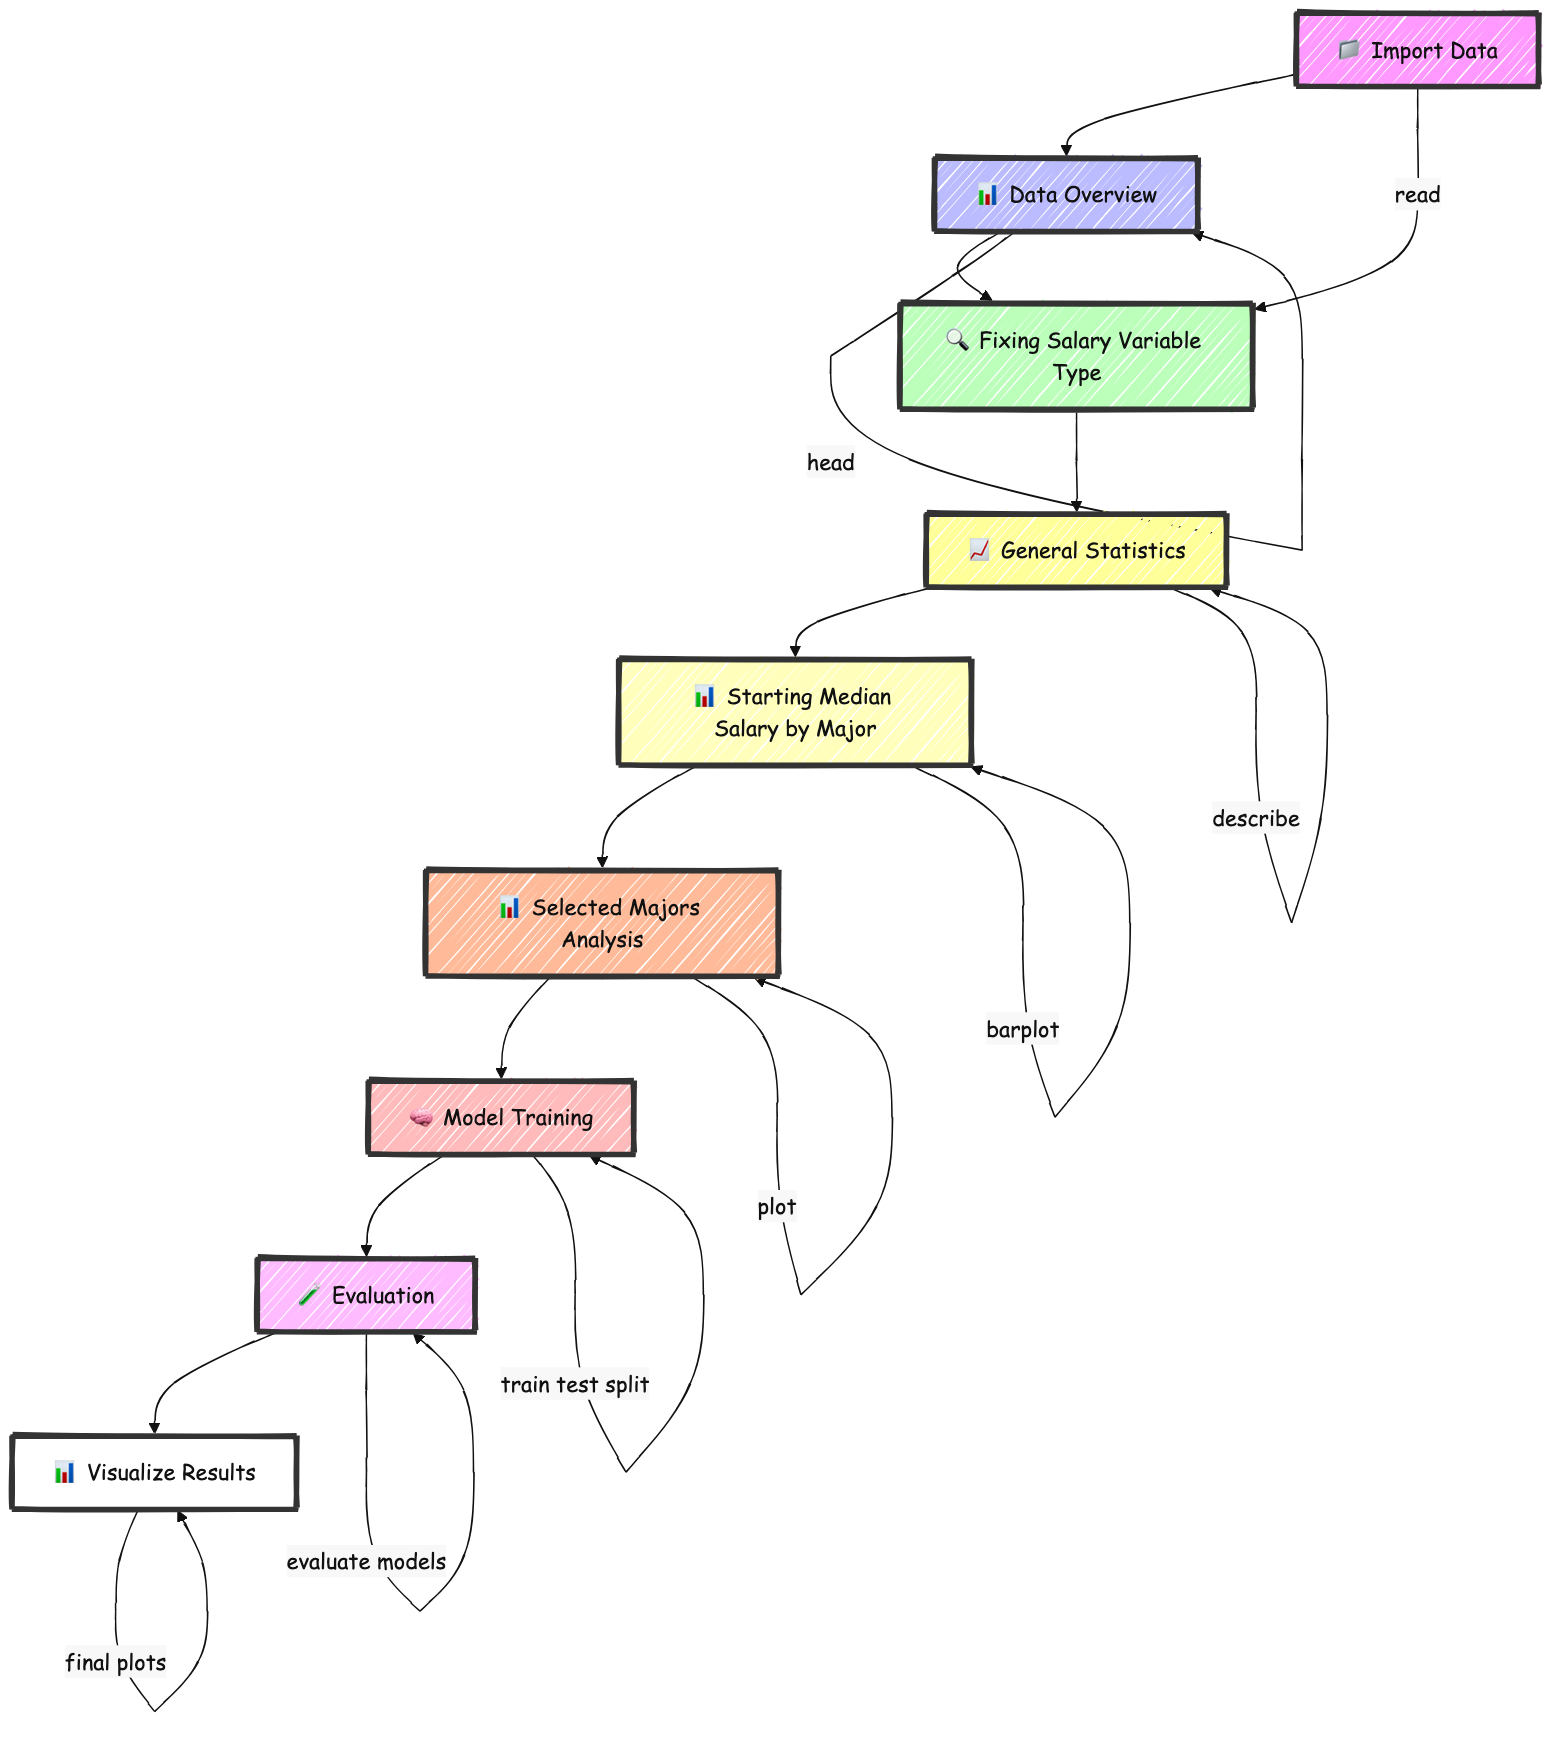 Import Data
Data Overview
read
Fixing Salary Variable
Type
head
General Statistics
Starting Median
Salary by Major
describe
Selected Majors
Analysis
barplot
Model Training
plot
Evaluation
train test split
Visualize Results
evaluate models
final plots